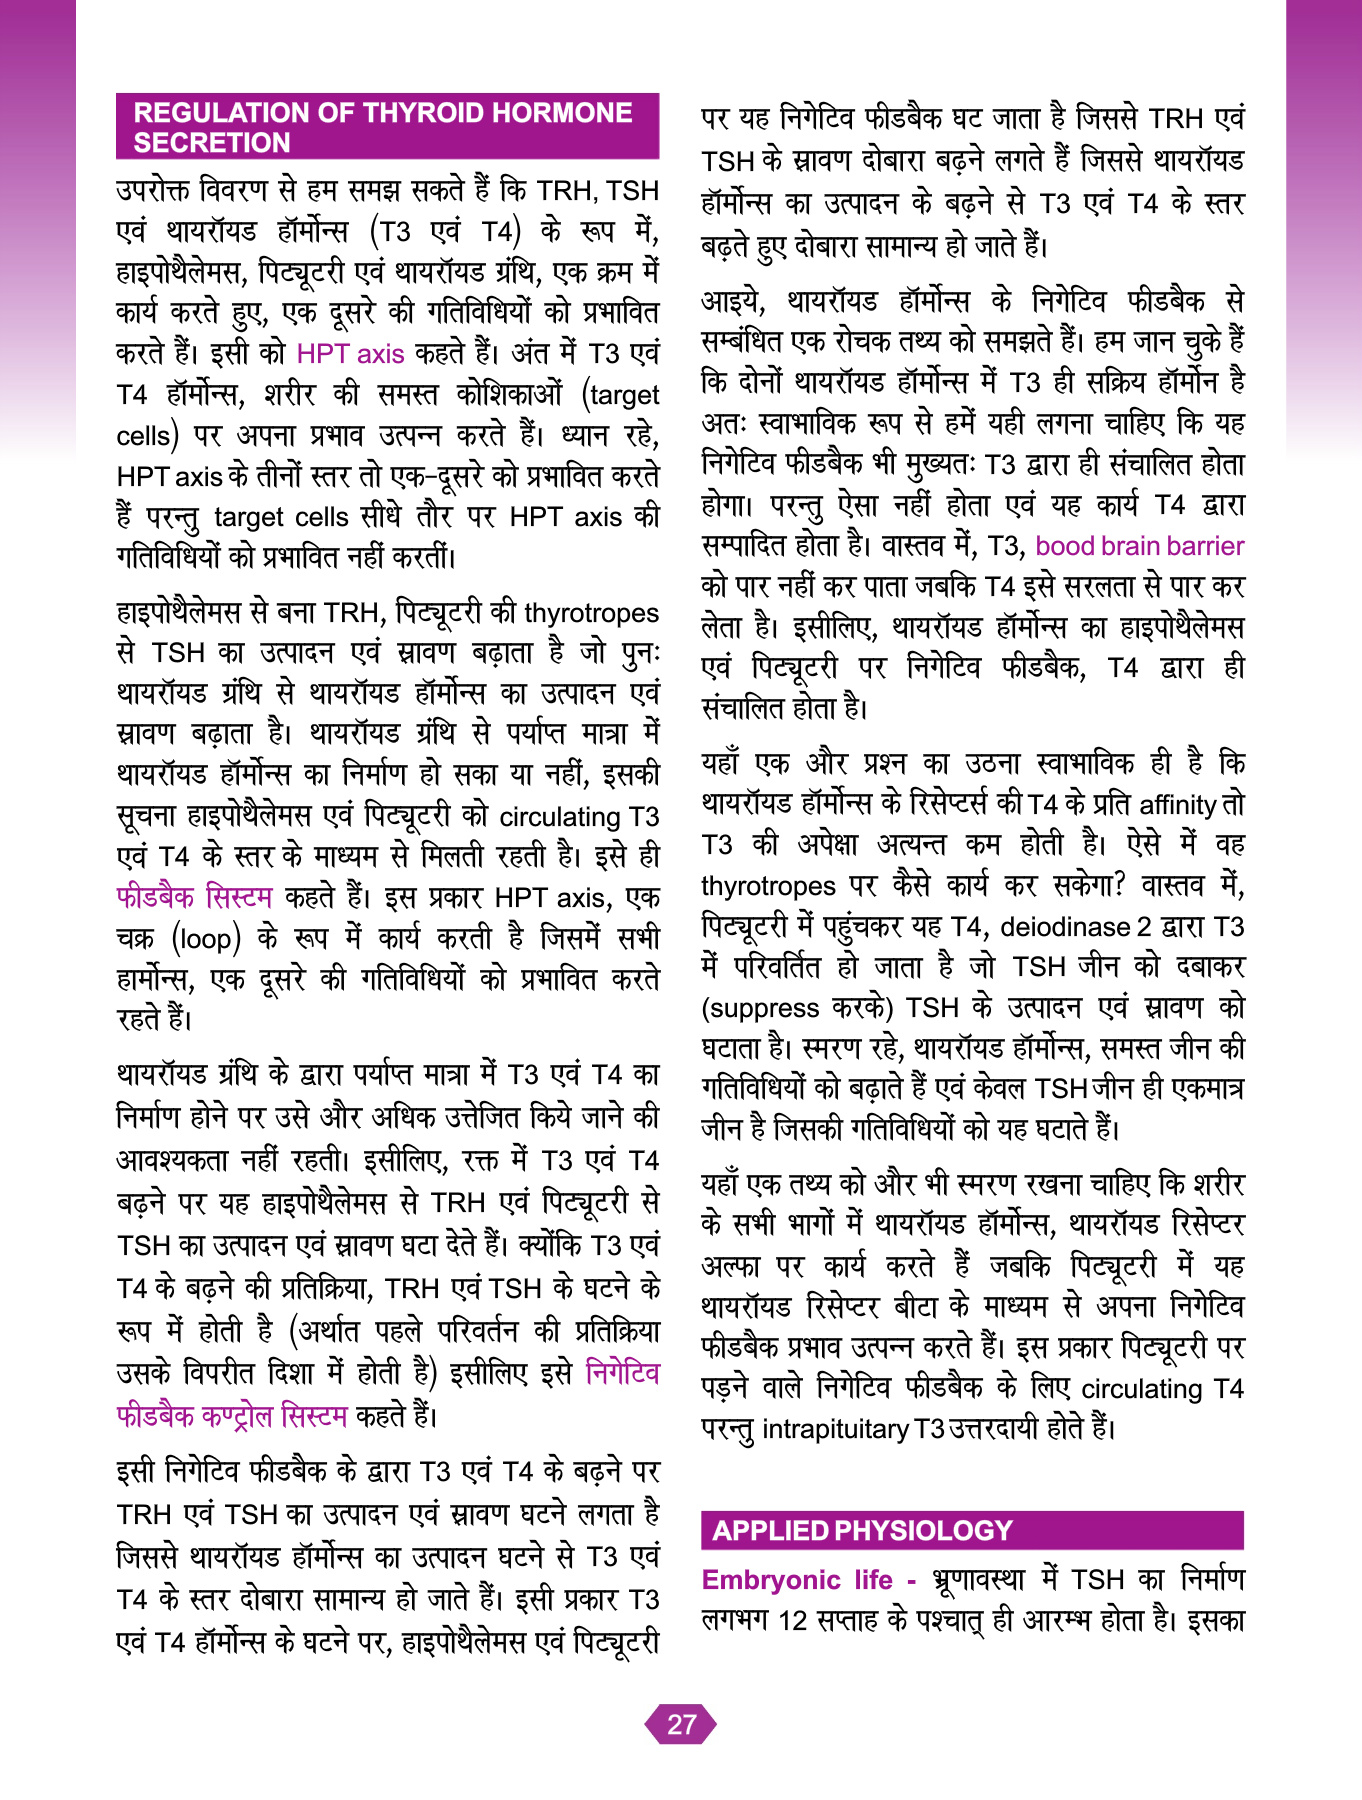 REGULATION OF THYROID HORMONE
SECRETION
उपरोक्त विवरण से हम समझ सकते हैं कि TRH, TSH
एवं थायरॉयड हॉर्मोन्स (T3 एवं T4) के रूप में,
हाइपोथैलेमस, पिट्यूटरी एवं थायरॉयड ग्रंथि, एक क्रम में
कार्य करते हुए, एक दूसरे की गतिविधियों को प्रभावित
करते हैं। इसी को HPT axis कहते हैं। अंत में T3 एवं
T4 हॉर्मोन्स, शरीर की समस्त कोशिकाओं (target
cells) पर अपना प्रभाव उत्पन्न करते हैं। ध्यान रहे,
HPT axis के तीनों स्तर तो एक-दूसरे को प्रभावित करते
हैं परन्तु target cells सीधे तौर पर HPT axis की
गतिविधियों को प्रभावित नहीं करतीं।
हाइपोथैलेमस से बना TRH, पिट्यूटरी की thyrotropes
से TSH का उत्पादन एवं स्रावण बढ़ाता है जो पुनः
थायरॉयड ग्रंथि से थायरॉयड हॉर्मोन्स का उत्पादन एवं
स्रावण बढ़ाता है। थायरॉयड ग्रंथि से पर्याप्त मात्रा में
थायरॉयड हॉर्मोन्स का निर्माण हो सका या नहीं, इसकी
सूचना हाइपोथैलेमस एवं पिट्यूटरी को circulating T3
एवं T4 के स्तर के माध्यम से मिलती रहती है। इसे ही
फीडबैक सिस्टम कहते हैं। इस प्रकार HPT axis, एक
चक्र (loop) के रूप में कार्य करती है जिसमें सभी
हार्मोन्स, एक दूसरे की गतिविधियों को प्रभावित करते
रहते हैं।
थायरॉयड ग्रंथि के द्वारा पर्याप्त मात्रा में T3 एवं T4 का
निर्माण होने पर उसे और अधिक उत्तेजित किये जाने की
आवश्यकता नहीं रहती। इसीलिए, रक्त में T3 एवं T4
बढ़ने पर यह हाइपोथैलेमस से TRH एवं पिट्यूटरी से
TSH का उत्पादन एवं स्रावण घटा देते हैं। क्योंकि T3 एवं
T4 के बढ़ने की प्रतिक्रिया, TRH एवं TSH के घटने के
रूप में होती है (अर्थात पहले परिवर्तन की प्रतिक्रिया
उसके विपरीत दिशा में होती है) इसीलिए इसे निगेटिव
फीडबैक कण्ट्रोल सिस्टम कहते हैं।
इसी निगेटिव फीडबैक के द्वारा T3 एवं T4 के बढ़ने पर
TRH एवं TSH का उत्पादन एवं स्रावण घटने लगता है
जिससे थायरॉयड हॉर्मोन्स का उत्पादन घटने से T3 एवं
T4 के स्तर दोबारा सामान्य हो जाते हैं। इसी प्रकार T3
एवं T4 हॉर्मोन्स के घटने पर, हाइपोथैलेमस एवं पिट्यूटरी
पर यह निगेटिव फीडबैक घट जाता है जिससे TRH एवं
TSH के स्रावण दोबारा बढ़ने लगते हैं जिससे थायरॉयड
हॉर्मोन्स का उत्पादन के बढ़ने से T3 एवं T4 के स्तर
बढ़ते हुए दोबारा सामान्य हो जाते हैं।
आइये, थायरॉयड हॉर्मोन्स के निगेटिव फीडबैक से
सम्बंधित एक रोचक तथ्य को समझते हैं। हम जान चुके हैं
कि दोनों थायरॉयड हॉर्मोन्स में T3 ही सक्रिय हॉर्मोन है
अतः स्वाभाविक रूप से हमें यही लगना चाहिए कि यह
निगेटिव फीडबैक भी मुख्यतः T3 द्वारा ही संचालित होता
होगा। परन्तु ऐसा नहीं होता एवं यह कार्य T4 द्वारा
सम्पादित होता है। वास्तव में, T3, bood brain barrier
को पार नहीं कर पाता जबकि T4 इसे सरलता से पार कर
लेता है। इसीलिए, थायरॉयड हॉर्मोन्स का हाइपोथैलेमस
एवं पिट्यूटरी पर निगेटिव फीडबैक, T4 द्वारा ही
संचालित होता है।
यहाँ एक और प्रश्न का उठना स्वाभाविक ही है कि
थायरॉयड हॉर्मोन्स के रिसेप्टर्स की T4 के प्रति affinity तो
T3 की अपेक्षा अत्यन्त कम होती है। ऐसे में वह
thyrotropes पर कैसे कार्य कर सकेगा? वास्तव में,
पिट्यूटरी में पहुंचकर यह T4, deiodinase 2 द्वारा T3
में परिवर्तित हो जाता है जो TSH जीन को दबाकर
(suppress करके) TSH के उत्पादन एवं स्रावण को
घटाता है। स्मरण रहे, थायरॉयड हॉर्मोन्स, समस्त जीन की
गतिविधियों को बढ़ाते हैं एवं केवल TSH जीन ही एकमात्र
जीन है जिसकी गतिविधियों को यह घटाते हैं।
यहाँ एक तथ्य को और भी स्मरण रखना चाहिए कि शरीर
के सभी भागों में थायरॉयड हॉर्मोन्स, थायरॉयड रिसेप्टर
अल्फा पर कार्य करते हैं जबकि पिट्यूटरी में यह
थायरॉयड रिसेप्टर बीटा के माध्यम से अपना निगेटिव
फीडबैक प्रभाव उत्पन्न करते हैं। इस प्रकार पिट्यूटरी पर
पड़ने वाले निगेटिव फीडबैक के लिए circulating T4
परन्तु intrapituitary T3 उत्तरदायी होते हैं।
APPLIED PHYSIOLOGY
Embryonic life - भ्रूणावस्था में TSH का निर्माण
लगभग 12 सप्ताह के पश्चात् ही आरम्भ होता है। इसका
27